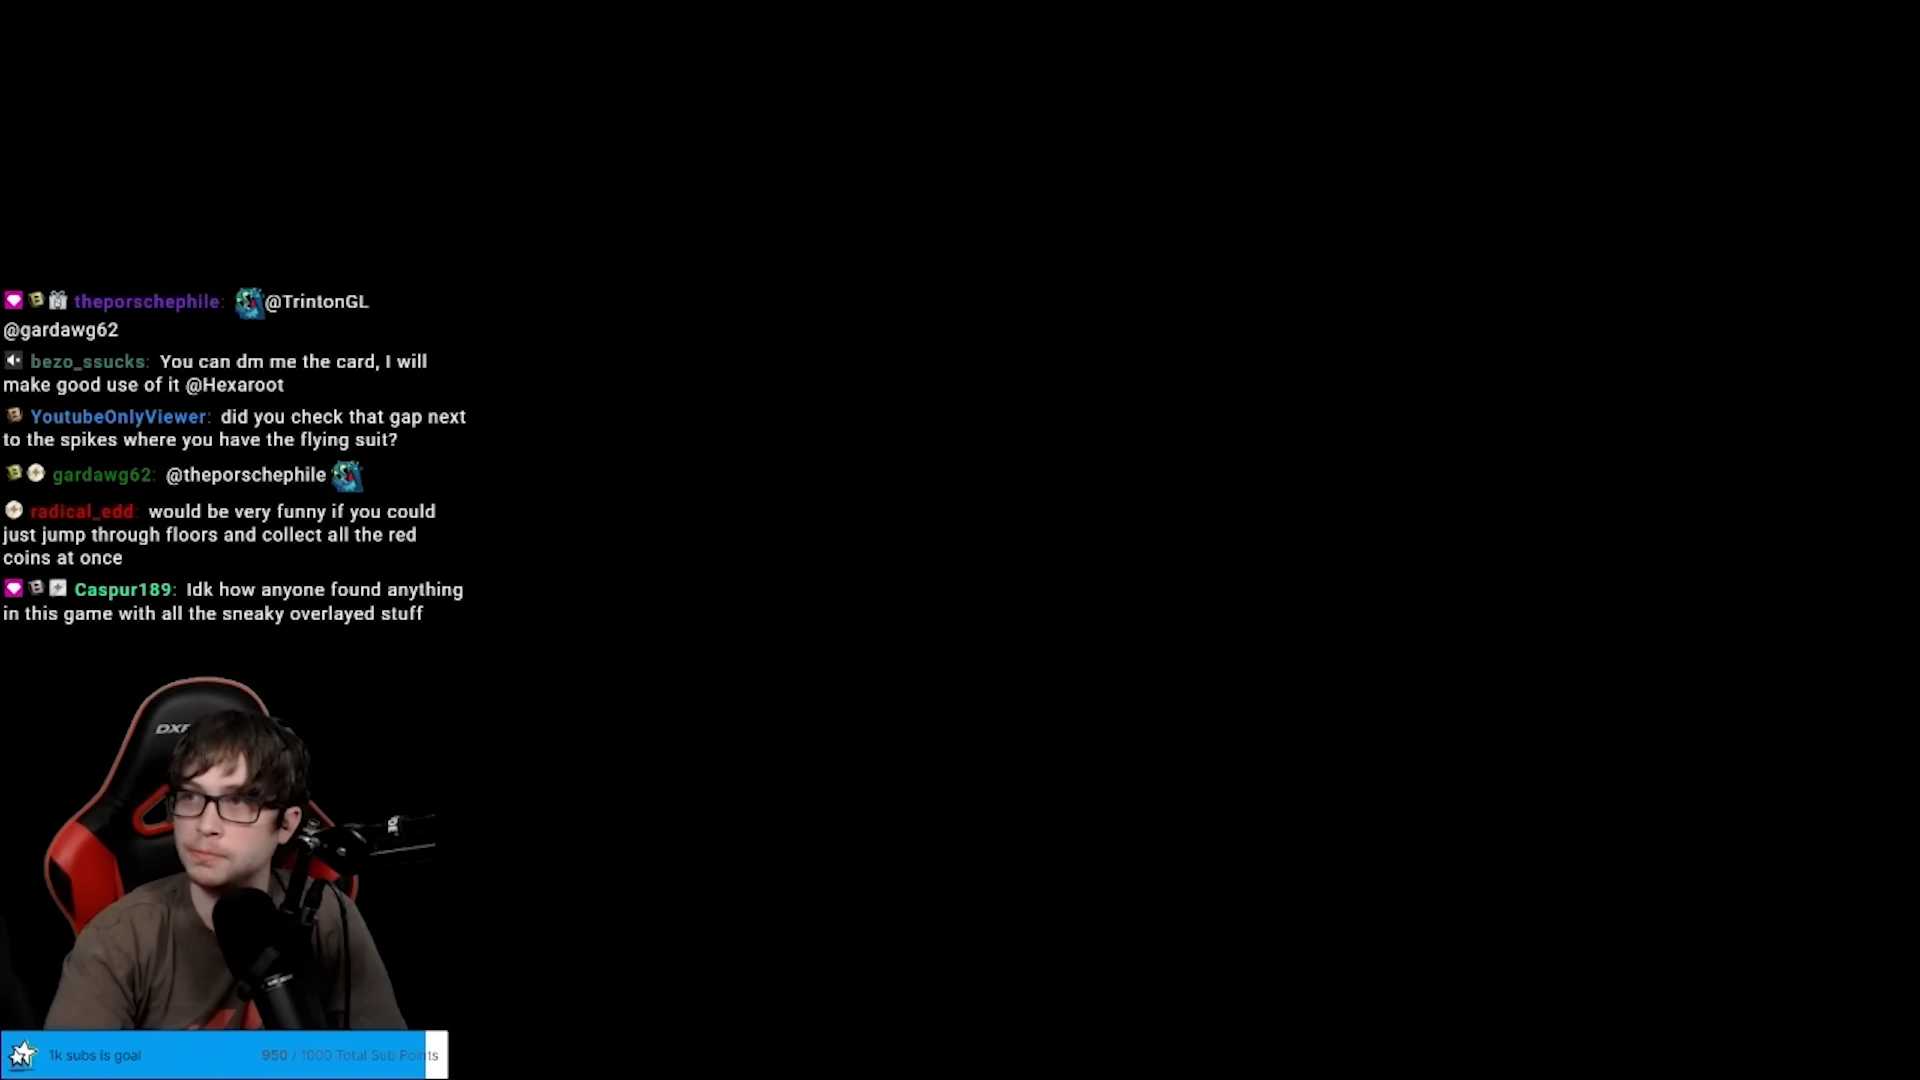 theporschephile: @TrintonGL
@gardawg62
bezo_ssucks: You can dm me the card, I will
make good use of it @Hexaroot
YoutubeOnlyViewer: did you check that gap next
to the spikes where you have the flying suit?
gardawg62: @theporschephile
radical_edd: would be very funny if you could
just jump through floors and collect all the red
coins at once
Caspur189: Idk how anyone found anything
in this game with all the sneaky overlayed stuff
1k subs is goal 950 / 1000 Total Sub Points